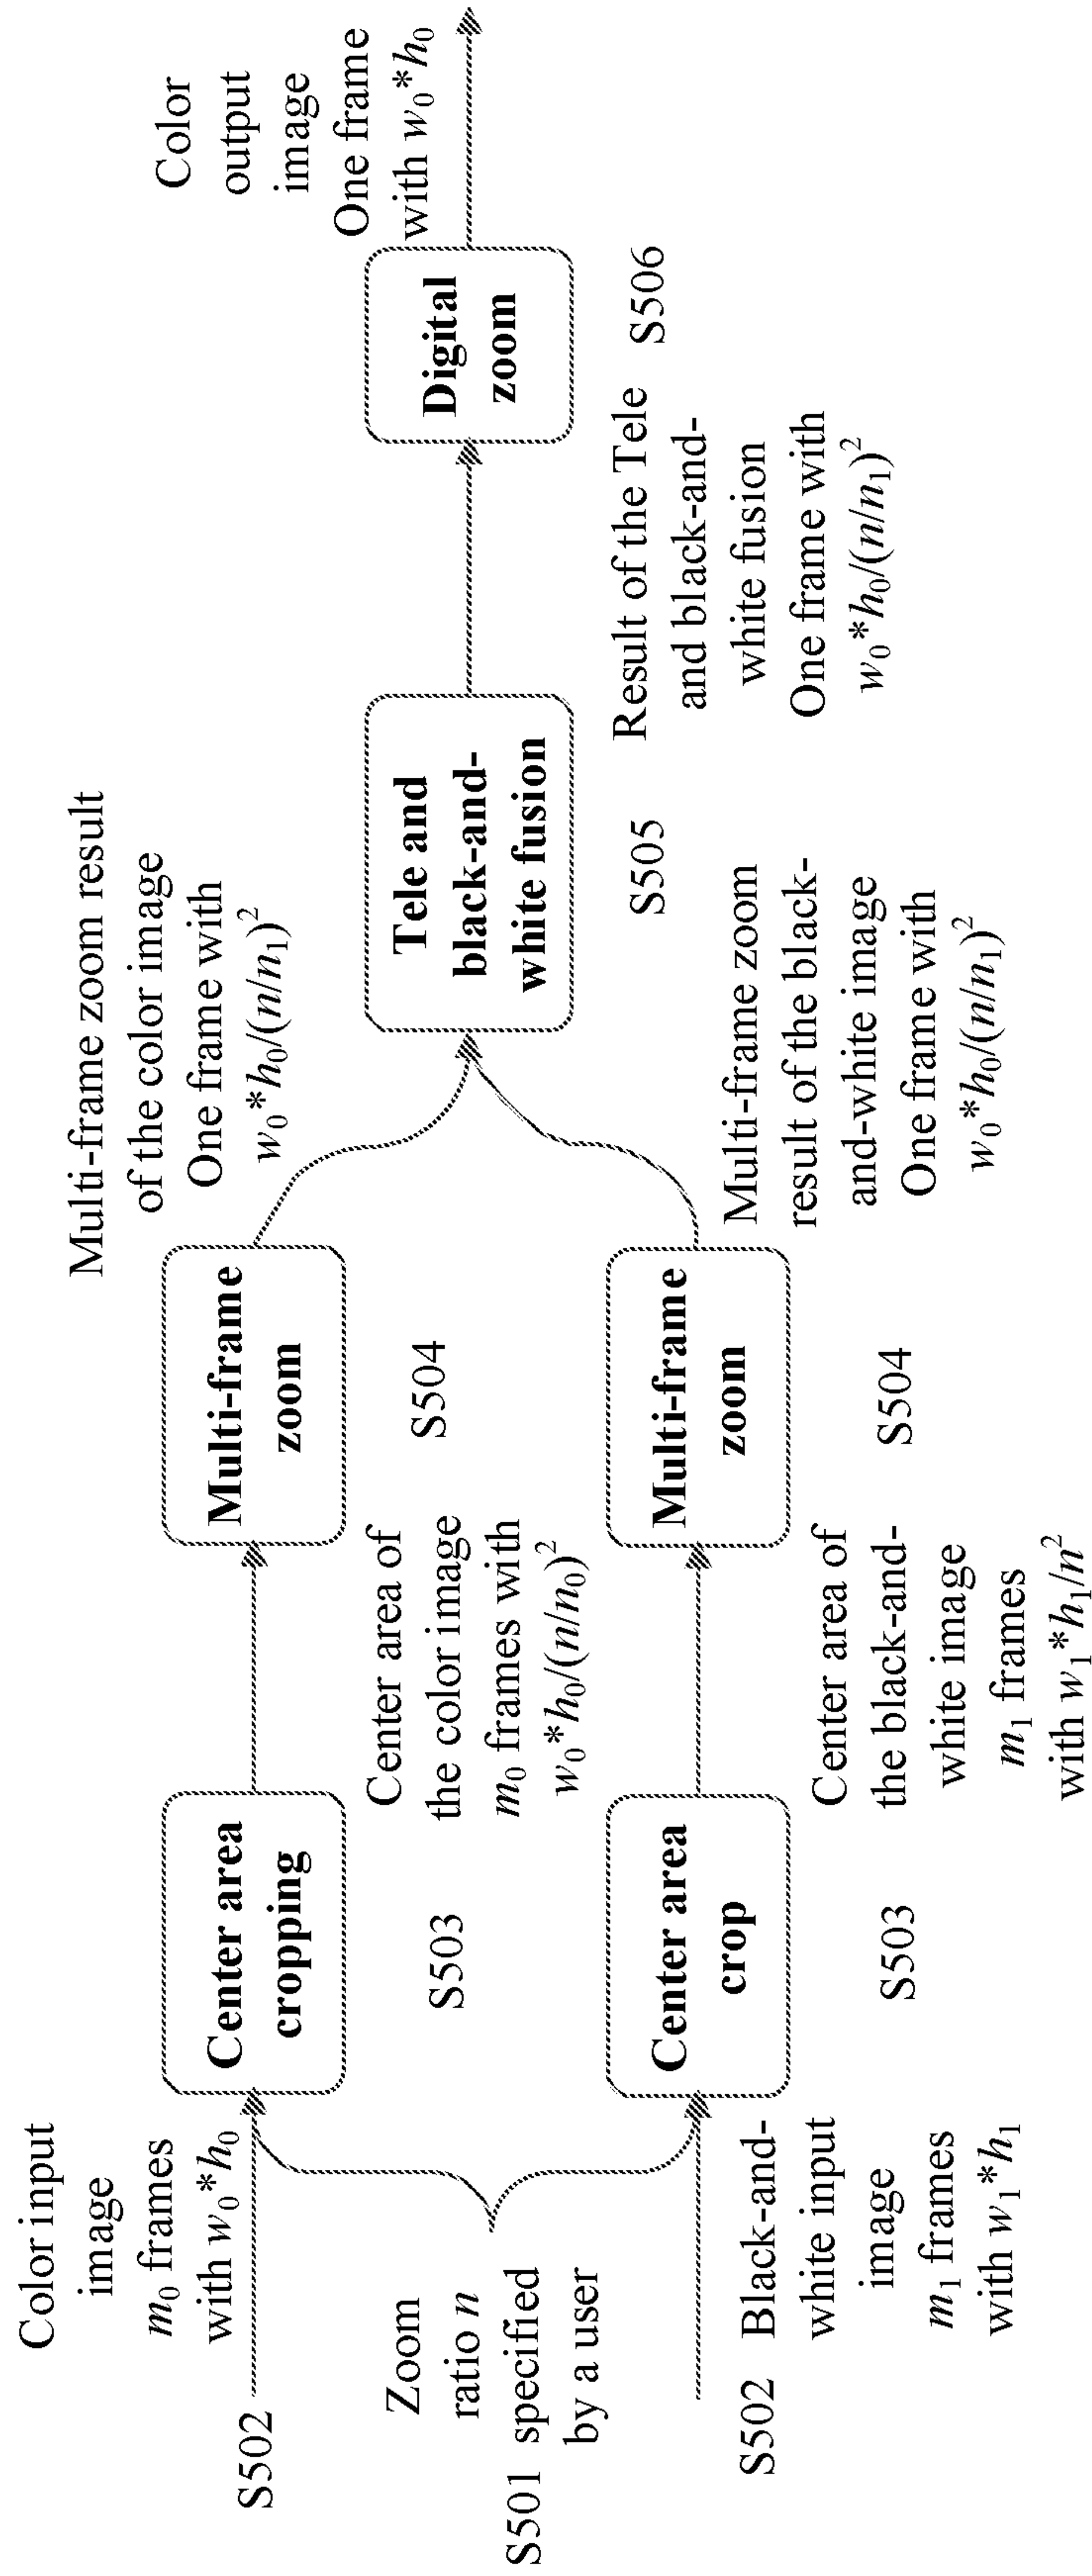 Color input
image
m₀ frames
with w₀*h₀
S502
Zoom
ratio n
S501 specified
by a user
S502
Black-and-
white input
image
m₁ frames
with w₁*h₁
Center area
cropping
S503
Center area
crop
S503
Center area of
the color image
m₀ frames with
w₀*h₀/(n/n₀)²
Center area of
the black-and-
white image
m₁ frames
with w₁*h₁/n²
Multi-frame
zoom
S504
Multi-frame
zoom
S504
Multi-frame zoom result
of the color image
One frame with
w₀*h₀/(n/n₁)²
Multi-frame zoom
result of the black-
and-white image
One frame with
w₀*h₀/(n/n₁)²
Tele and
black-and-
white fusion
S505
Result of the Tele
and black-and-
white fusion
One frame with
w₀*h₀/(n/n₁)²
Digital
zoom
S506
Color
output
image
One frame
with w₀*h₀